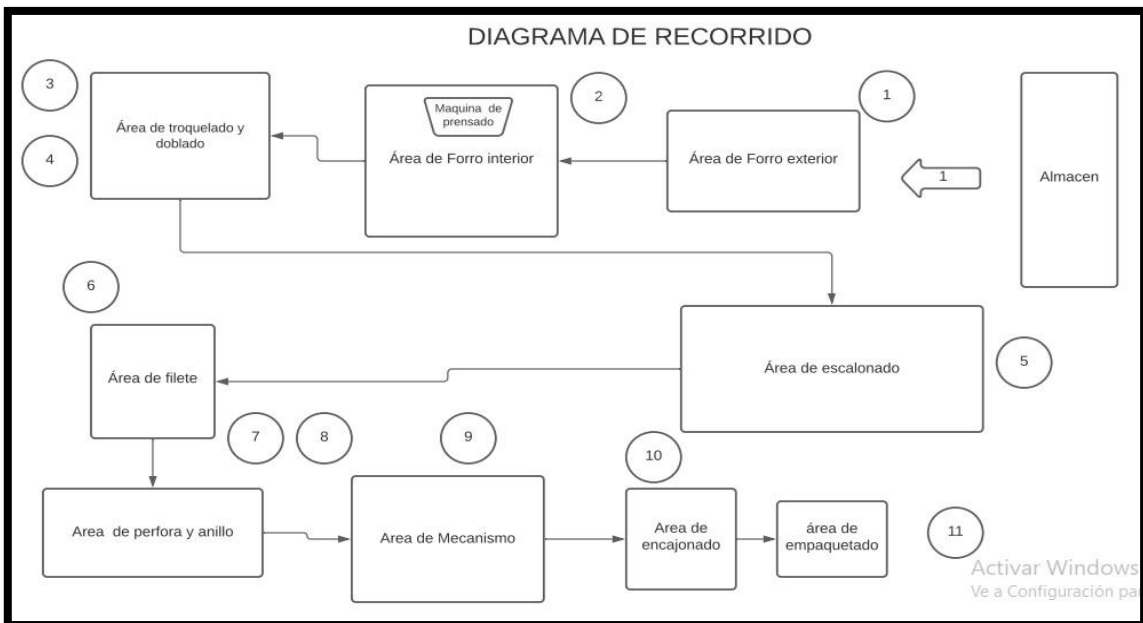 DIAGRAMA DE RECORRIDO
3
4
Área de troquelado y
doblado
Maquina de
prensado
Área de Forro interior
2
1
Área de Forro exterior
1
Almacen
6
Área de filete
Área de escalonado
5
7
8
9
10
Area de perfora y anillo
Area de Mecanismo
Area de
encajonado
área de
empaquetado
11
Activar Windows
Ve a Configuración pa